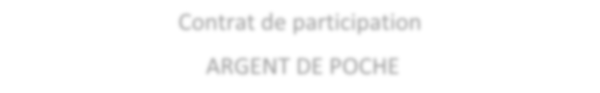 Contrat de participation
ARGENT DE POCHE